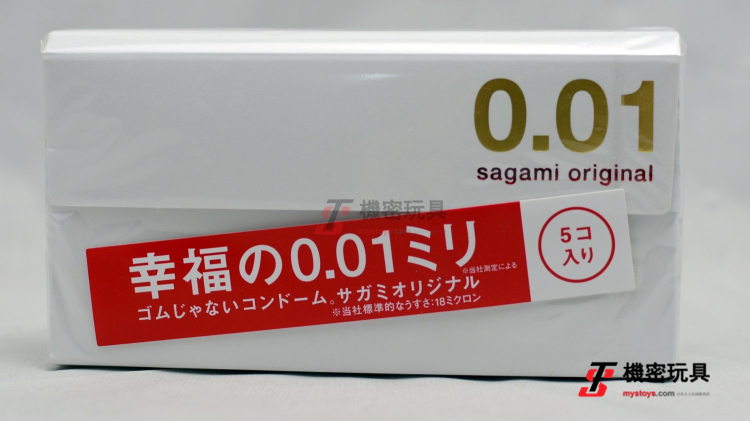 0.01
sagami original
機密玩具
mystoys.com
幸福の0.01ミリ
※当社測定による
ゴムじゃないコンドーム。サガミオリジナル
※当社標準的なうすさ:18ミクロン
5コ
入り
機密玩具
mystoys.com